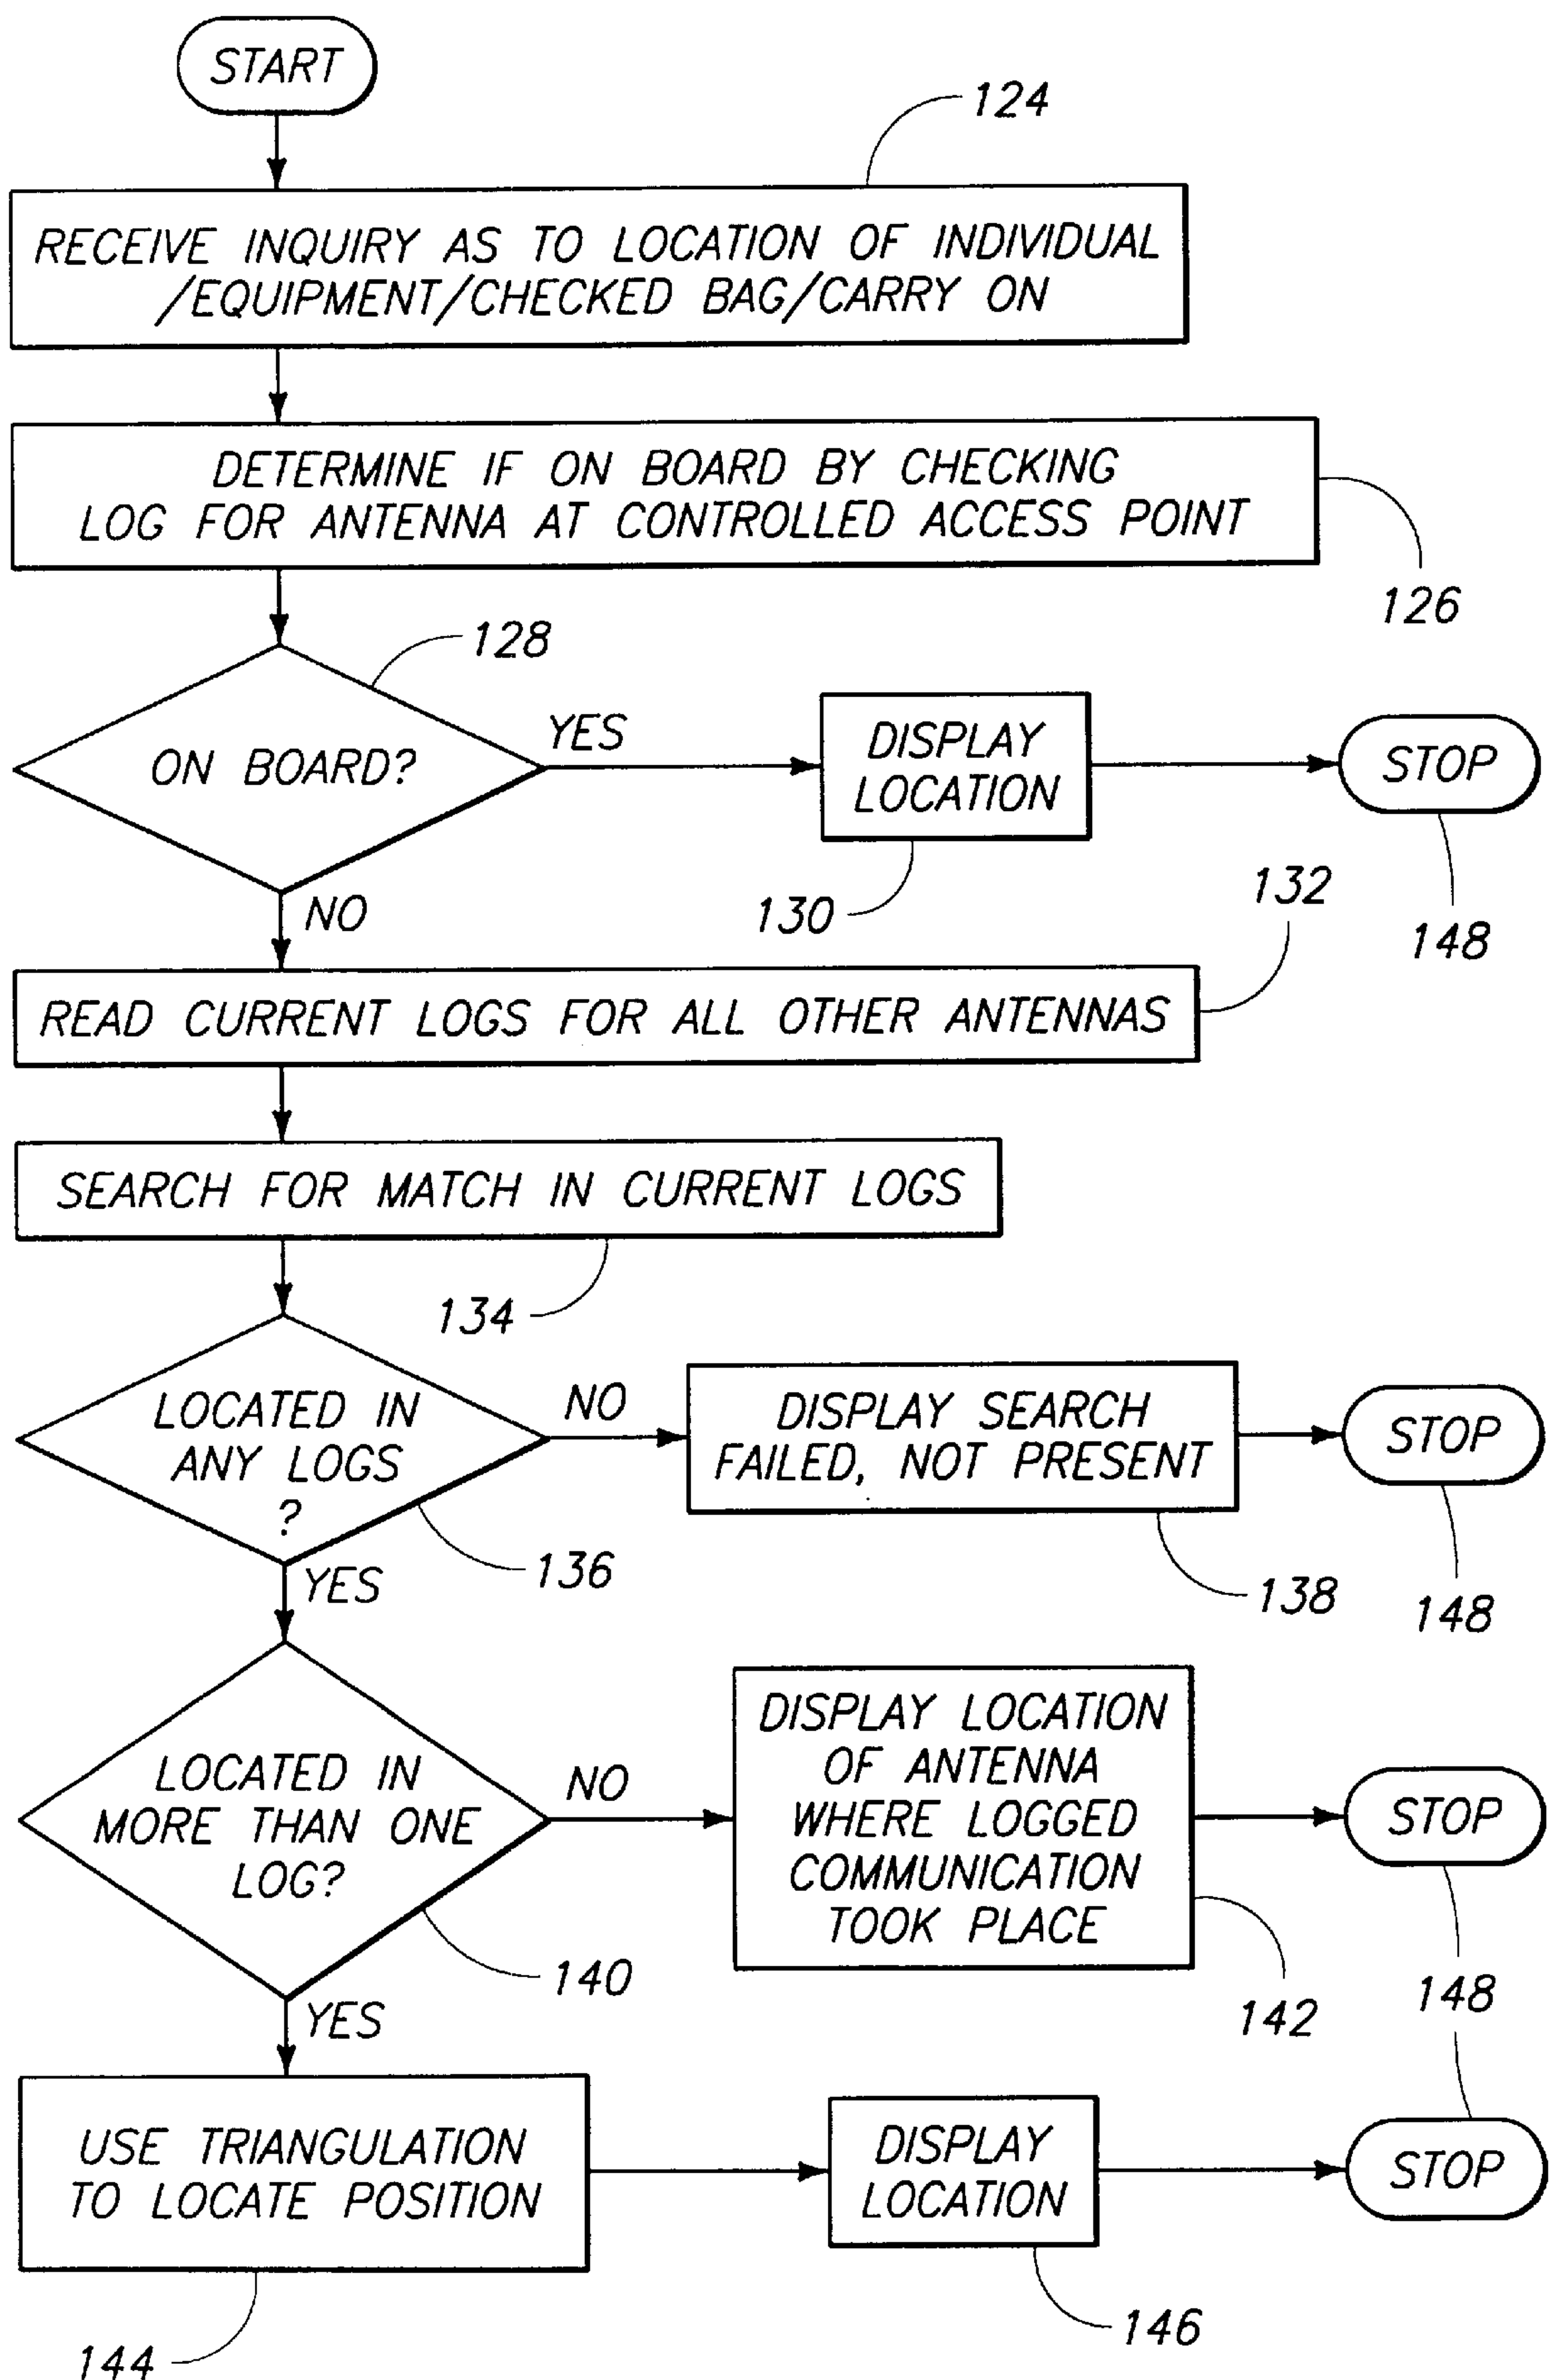 START
124
RECEIVE INQUIRY AS TO LOCATION OF INDIVIDUAL
/EQUIPMENT/CHECKED BAG/CARRY ON
DETERMINE IF ON BOARD BY CHECKING
LOG FOR ANTENNA AT CONTROLLED ACCESS POINT
126
128
ON BOARD?
YES
DISPLAY
LOCATION
STOP
NO
130
132
148
READ CURRENT LOGS FOR ALL OTHER ANTENNAS
SEARCH FOR MATCH IN CURRENT LOGS
134
LOCATED IN
ANY LOGS
?
NO
DISPLAY SEARCH
FAILED, NOT PRESENT
STOP
136
YES
138
148
LOCATED IN
MORE THAN ONE
LOG?
NO
DISPLAY LOCATION
OF ANTENNA
WHERE LOGGED
COMMUNICATION
TOOK PLACE
STOP
140
YES
142
148
USE TRIANGULATION
TO LOCATE POSITION
DISPLAY
LOCATION
STOP
144
146